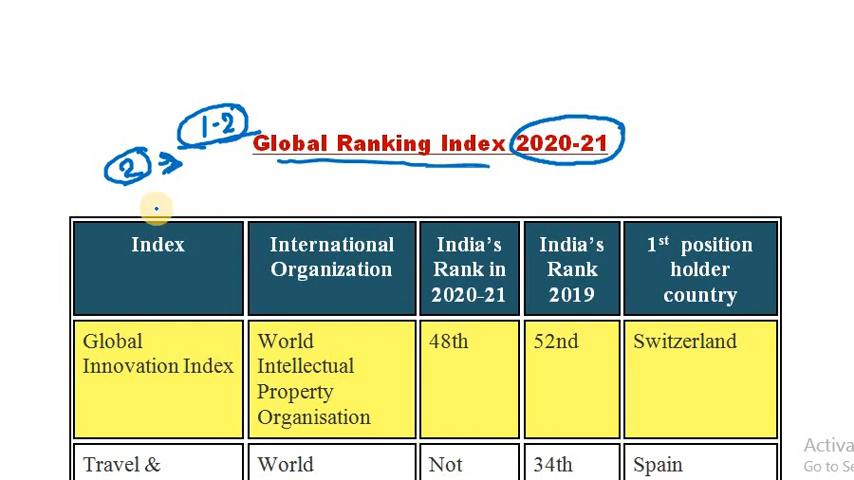 1-2
Global Ranking Index 2020-21
2 >>
Index
International Organization
India's Rank in 2020-21
India's Rank 2019
1st position holder country
Global Innovation Index
World Intellectual Property Organisation
48th
52nd
Switzerland
Travel &
World
Not
34th
Spain
Activa
Go to Se